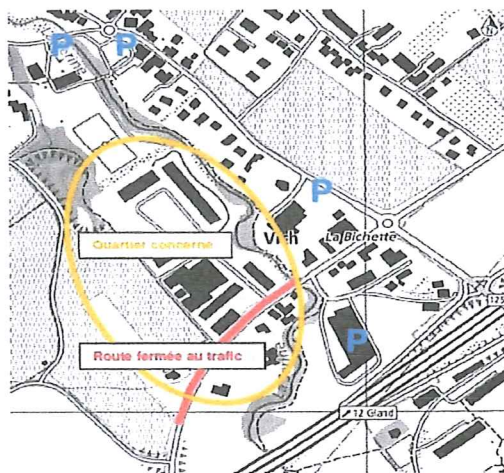 P P
P
Quartier concerné
Vich La Bichette
Route fermée au trafic
P
12 Gland